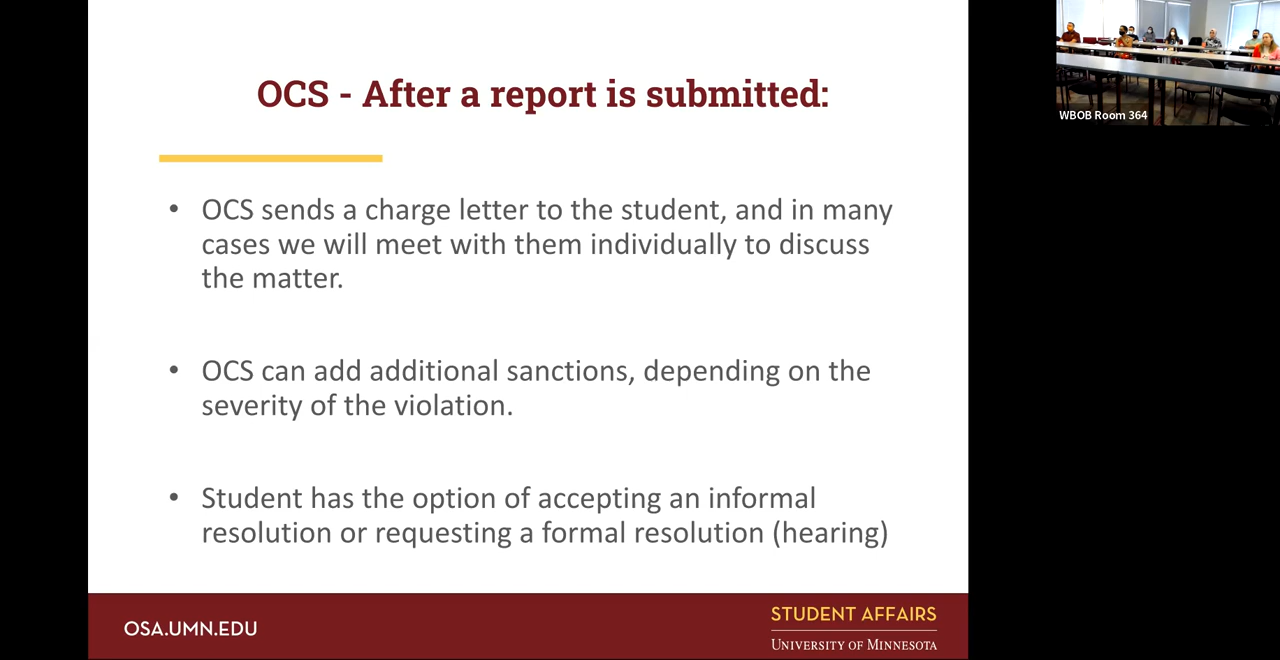 OCS - After a report is submitted:
• OCS sends a charge letter to the student, and in many
cases we will meet with them individually to discuss
the matter.
• OCS can add additional sanctions, depending on the
severity of the violation.
• Student has the option of accepting an informal
resolution or requesting a formal resolution (hearing)
OSA.UMN.EDU
STUDENT AFFAIRS
UNIVERSITY OF MINNESOTA
WBOB Room 364